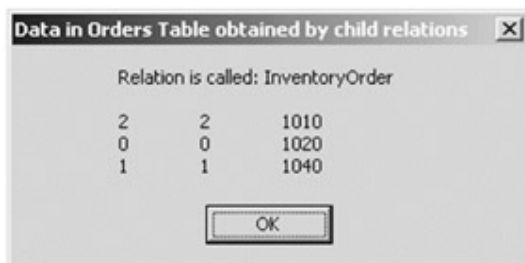 Data in Orders Table obtained by child relations
Relation is called: InventoryOrder
2 2 1010
0 0 1020
1 1 1040
OK